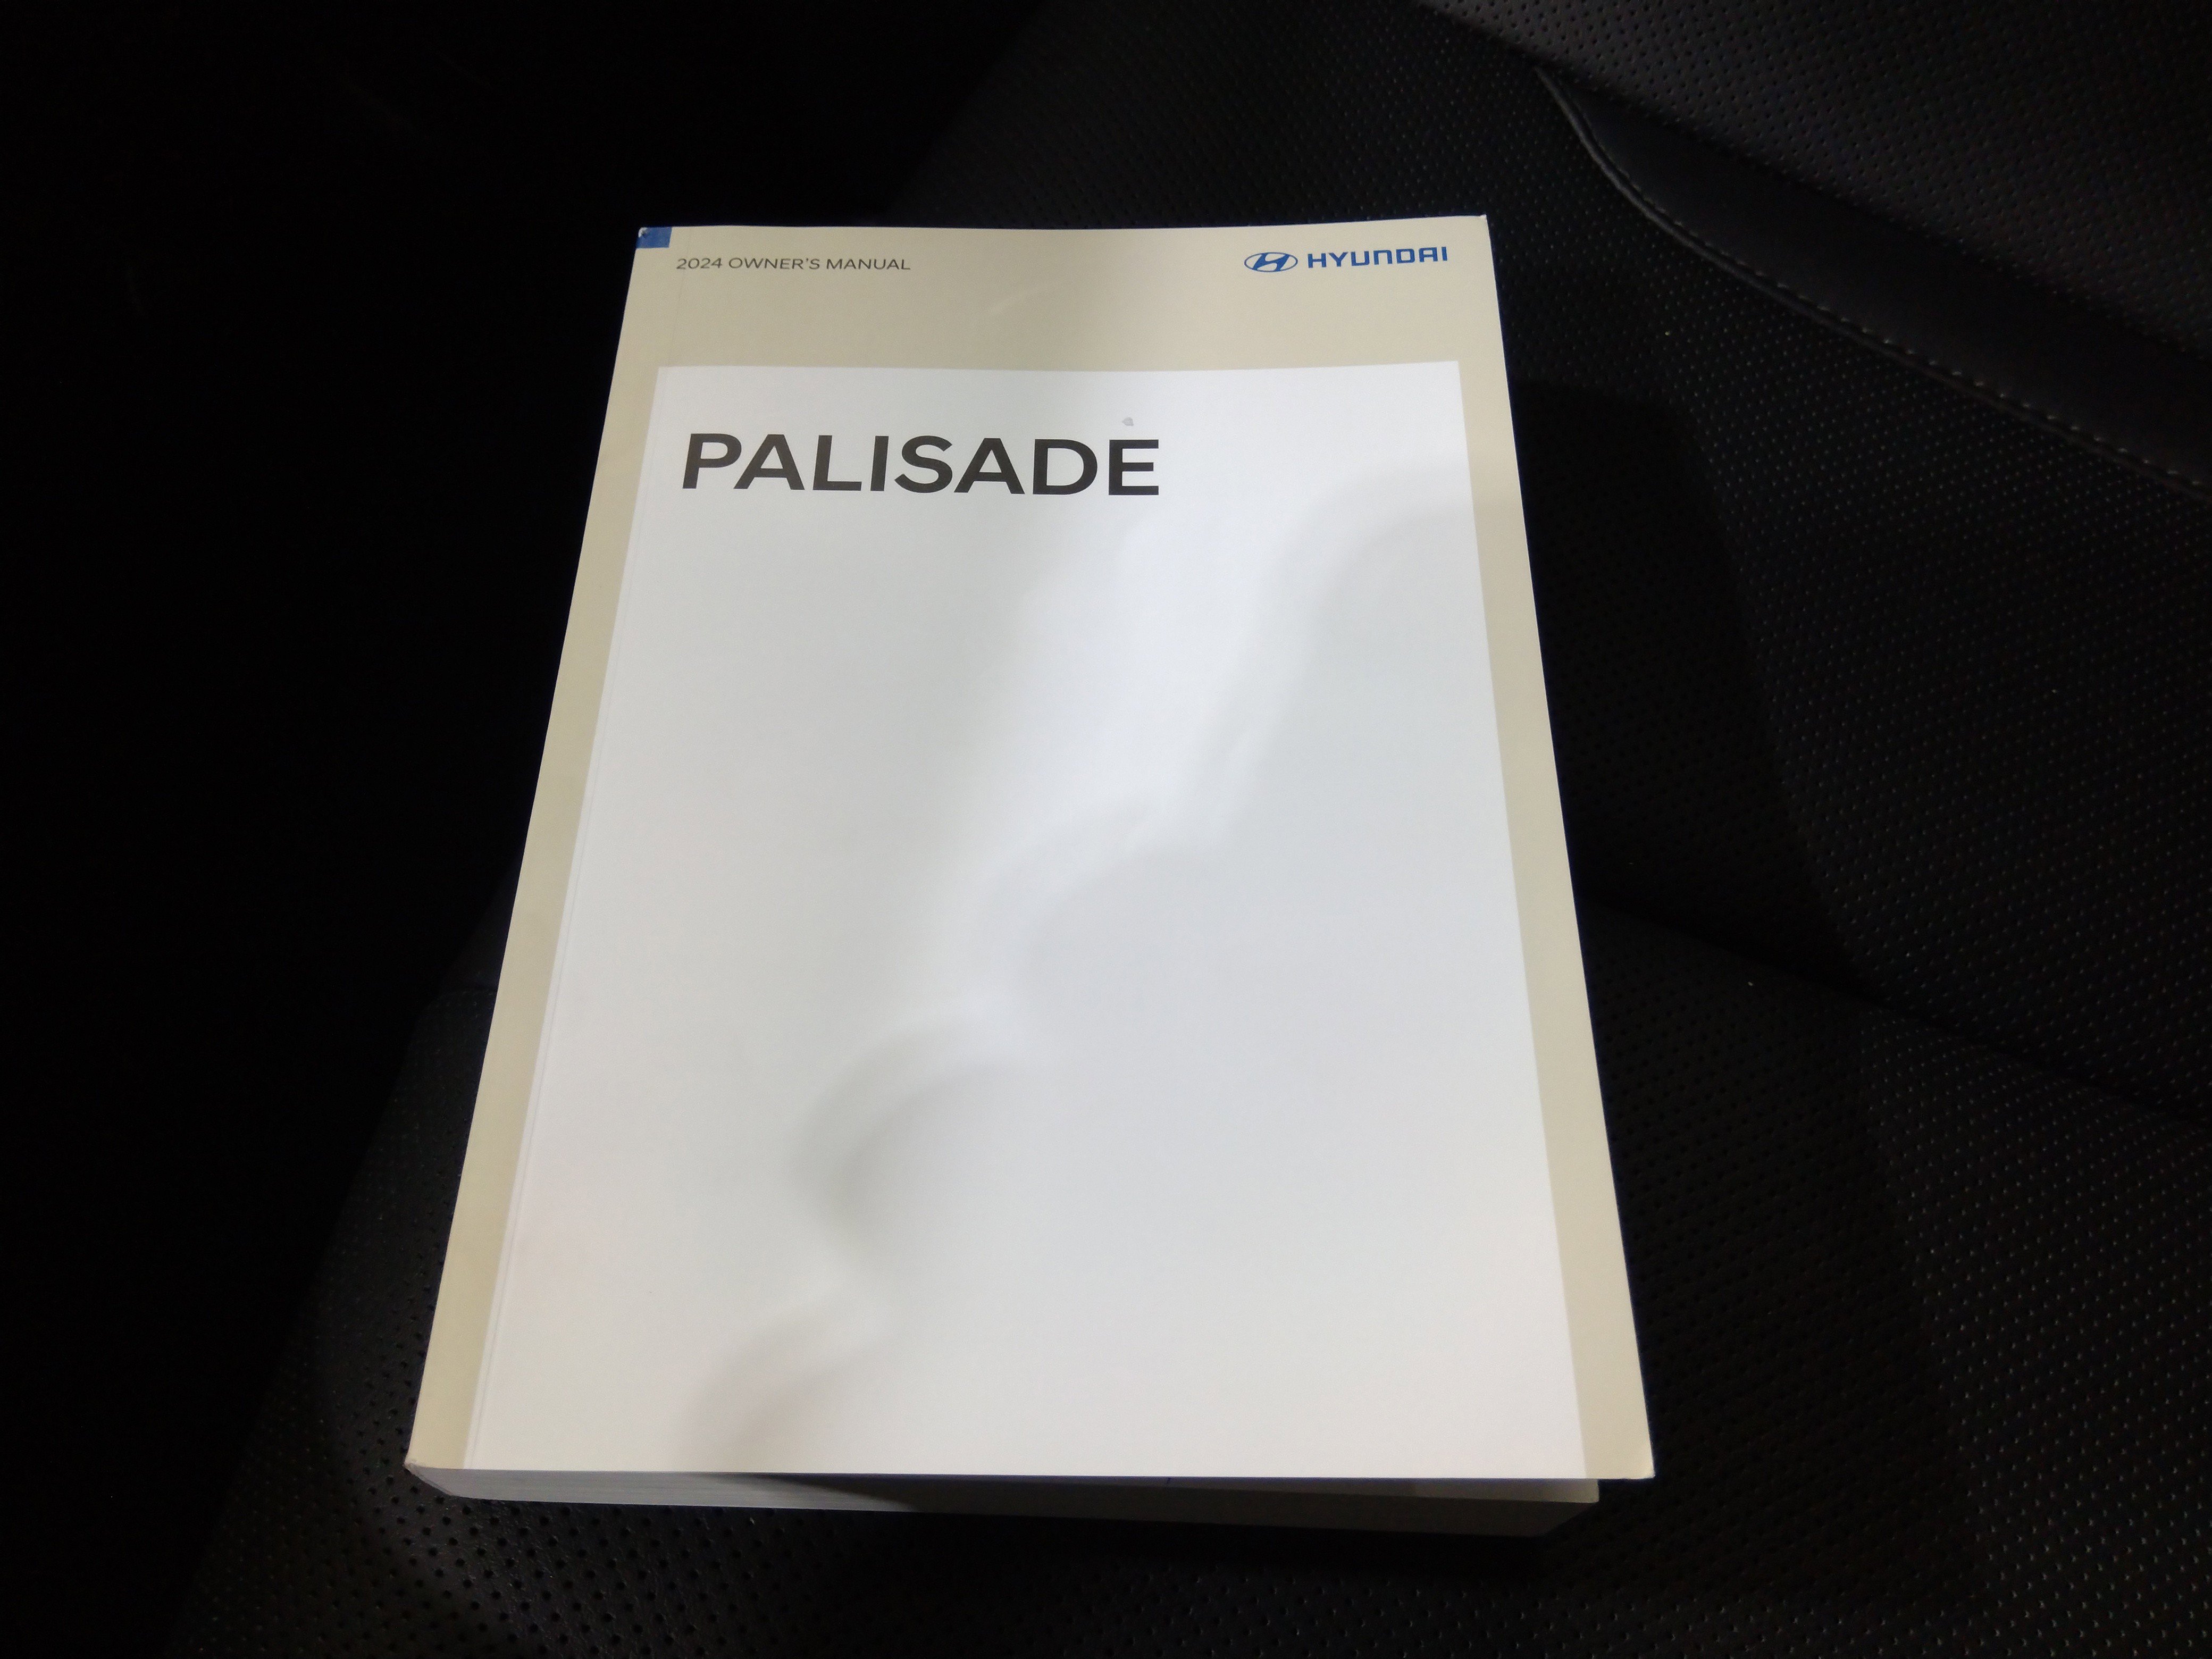 2024 OWNER'S MANUAL
HYUNDAI
PALISADE